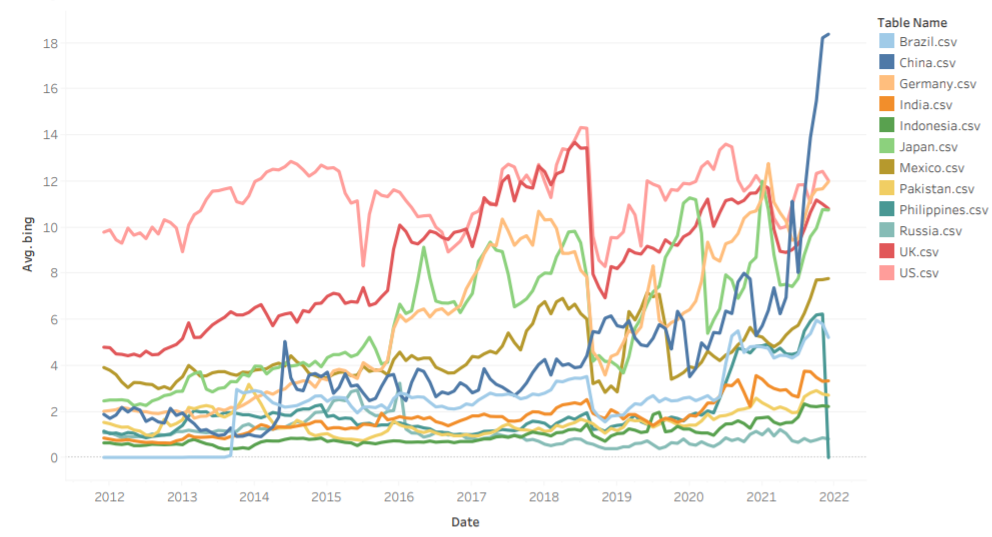 Table Name
Brazil.csv
China.csv
Germany.csv
India.csv
Indonesia.csv
Japan.csv
Mexico.csv
Pakistan.csv
Philippines.csv
Russia.csv
UK.csv
US.csv
Avg. bing
18
16
14
12
10
8
6
4
2
0
2012 2013 2014 2015 2016 2017 2018 2019 2020 2021 2022
Date